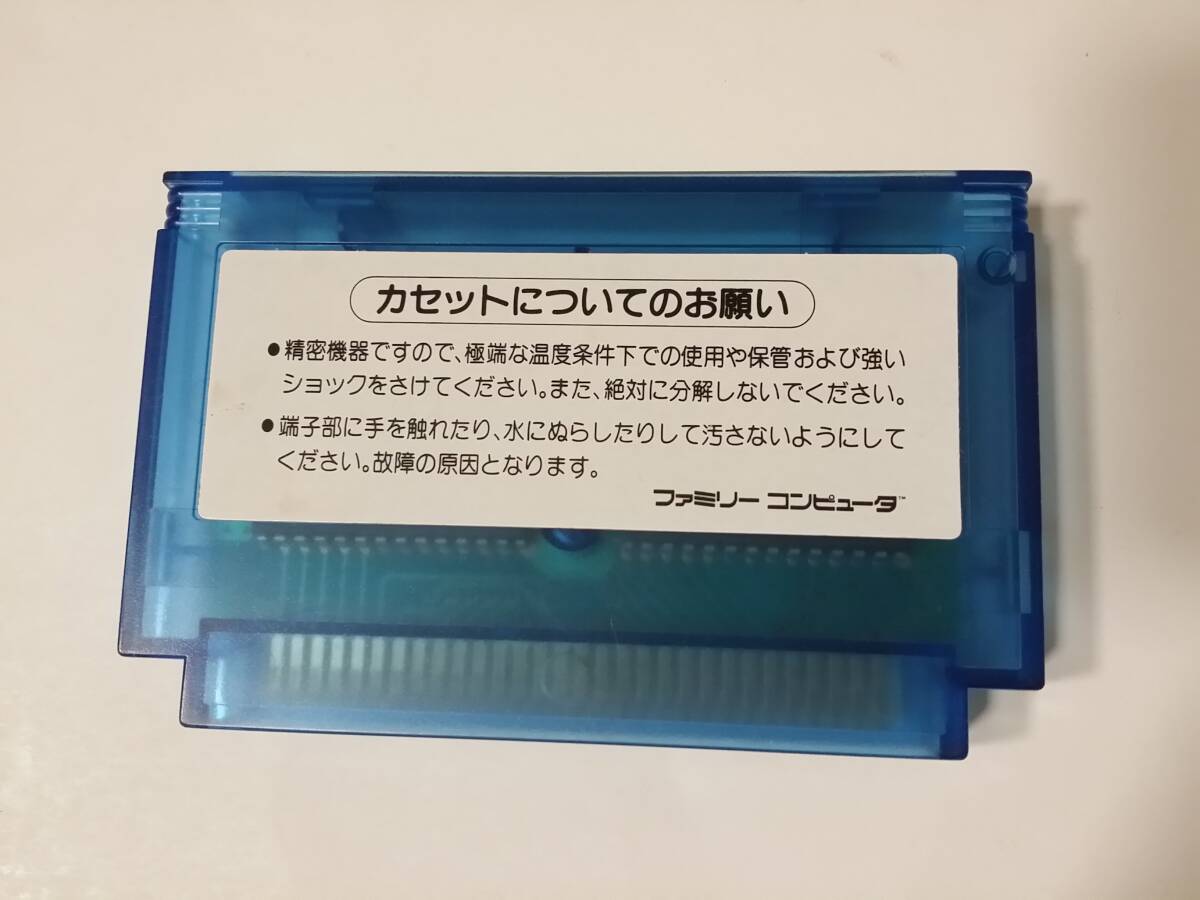 カセットについてのお願い
●精密機器ですので、極端な温度条件下での使用や保管および強い
ショックをさけてください。また、絶対に分解しないでください。
●端子部に手を触れたり、水にぬらしたりして汚さないようにして
ください。故障の原因となります。
ファミリー コンピュータ™